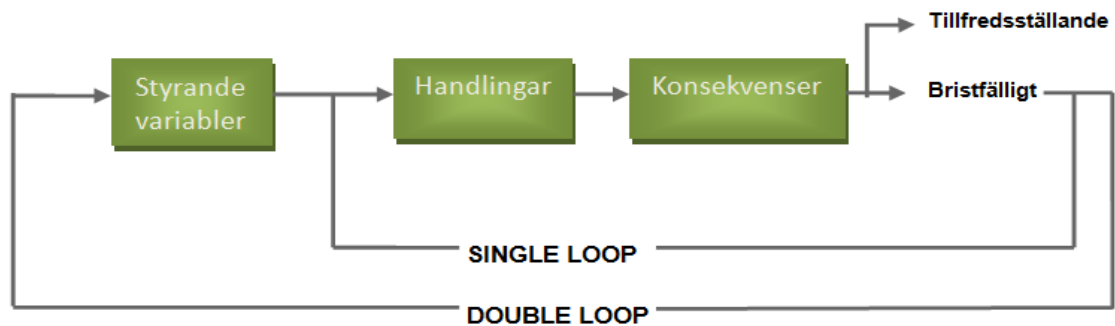 Tillfredsställande
Styrande
variabler
Handlingar
Konsekvenser
Bristfälligt
SINGLE LOOP
DOUBLE LOOP